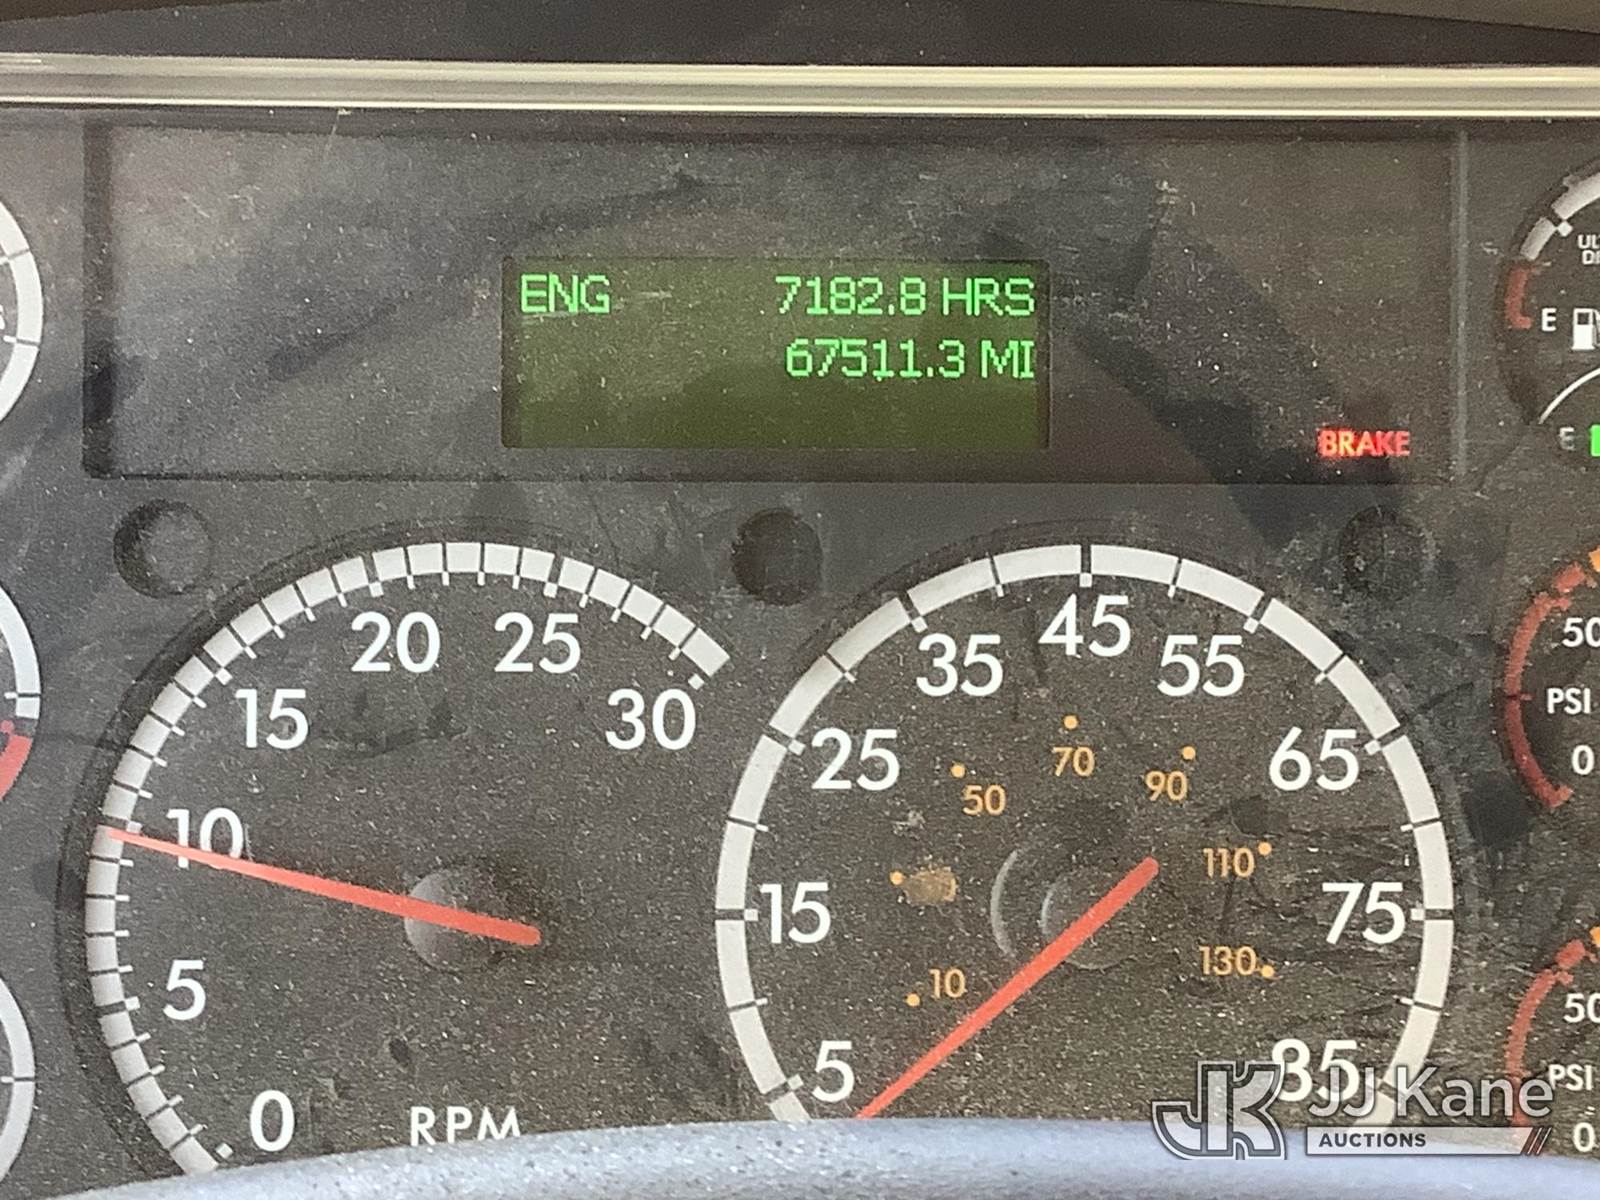 ENG 7182.8 HRS
67511.3 MI
BRAKE
E
E
0 5 10 15 20 25 30
RPM
5 15 25 35 45 55 65 75 85
10 50 70 90 110 130
50
PSI
0
50
PSI
0
JK JJ Kane
AUCTIONS